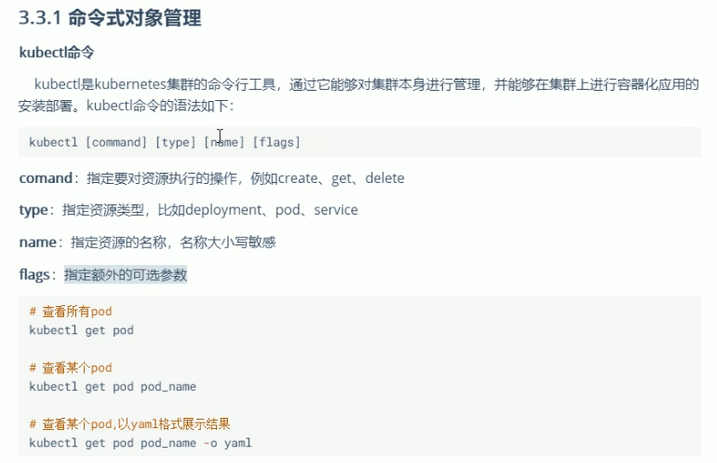 3.3.1 命令式对象管理
kubectl命令
kubectl是kubernetes集群的命令行工具，通过它能够对集群本身进行管理，并能够在集群上进行容器化应用的
安装部署。kubectl命令的语法如下：
kubectl [command] [type] [name] [flags]
comand：指定要对资源执行的操作，例如create、get、delete
type：指定资源类型，比如deployment、pod、service
name：指定资源的名称，名称大小写敏感
flags：指定额外的可选参数
# 查看所有pod
kubectl get pod
# 查看某个pod
kubectl get pod pod_name
# 查看某个pod,以yaml格式展示结果
kubectl get pod pod_name -o yaml